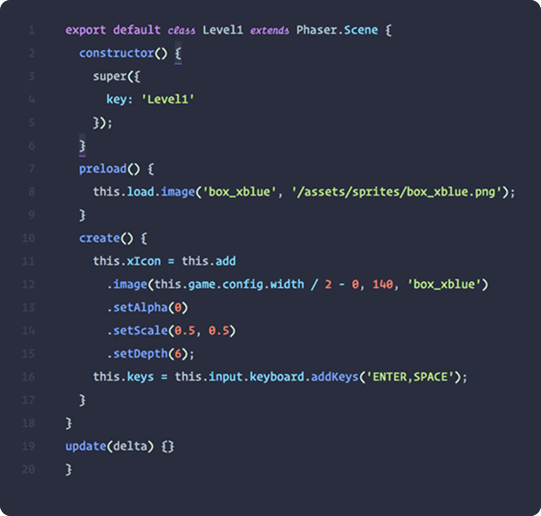 1 export default class Level1 extends Phaser.Scene {
2 constructor() {
3 super({
4 key: 'Level1'
5 });
6 }
7 preload() {
8 this.load.image('box_xblue', '/assets/sprites/box_xblue.png');
9 }
10 create() {
11 this.xIcon = this.add
12 .image(this.game.config.width / 2 - 0, 140, 'box_xblue')
13 .setAlpha(0)
14 .setScale(0.5, 0.5)
15 .setDepth(6);
16 this.keys = this.input.keyboard.addKeys('ENTER,SPACE');
17 }
18 }
19 update(delta) {}
20 }